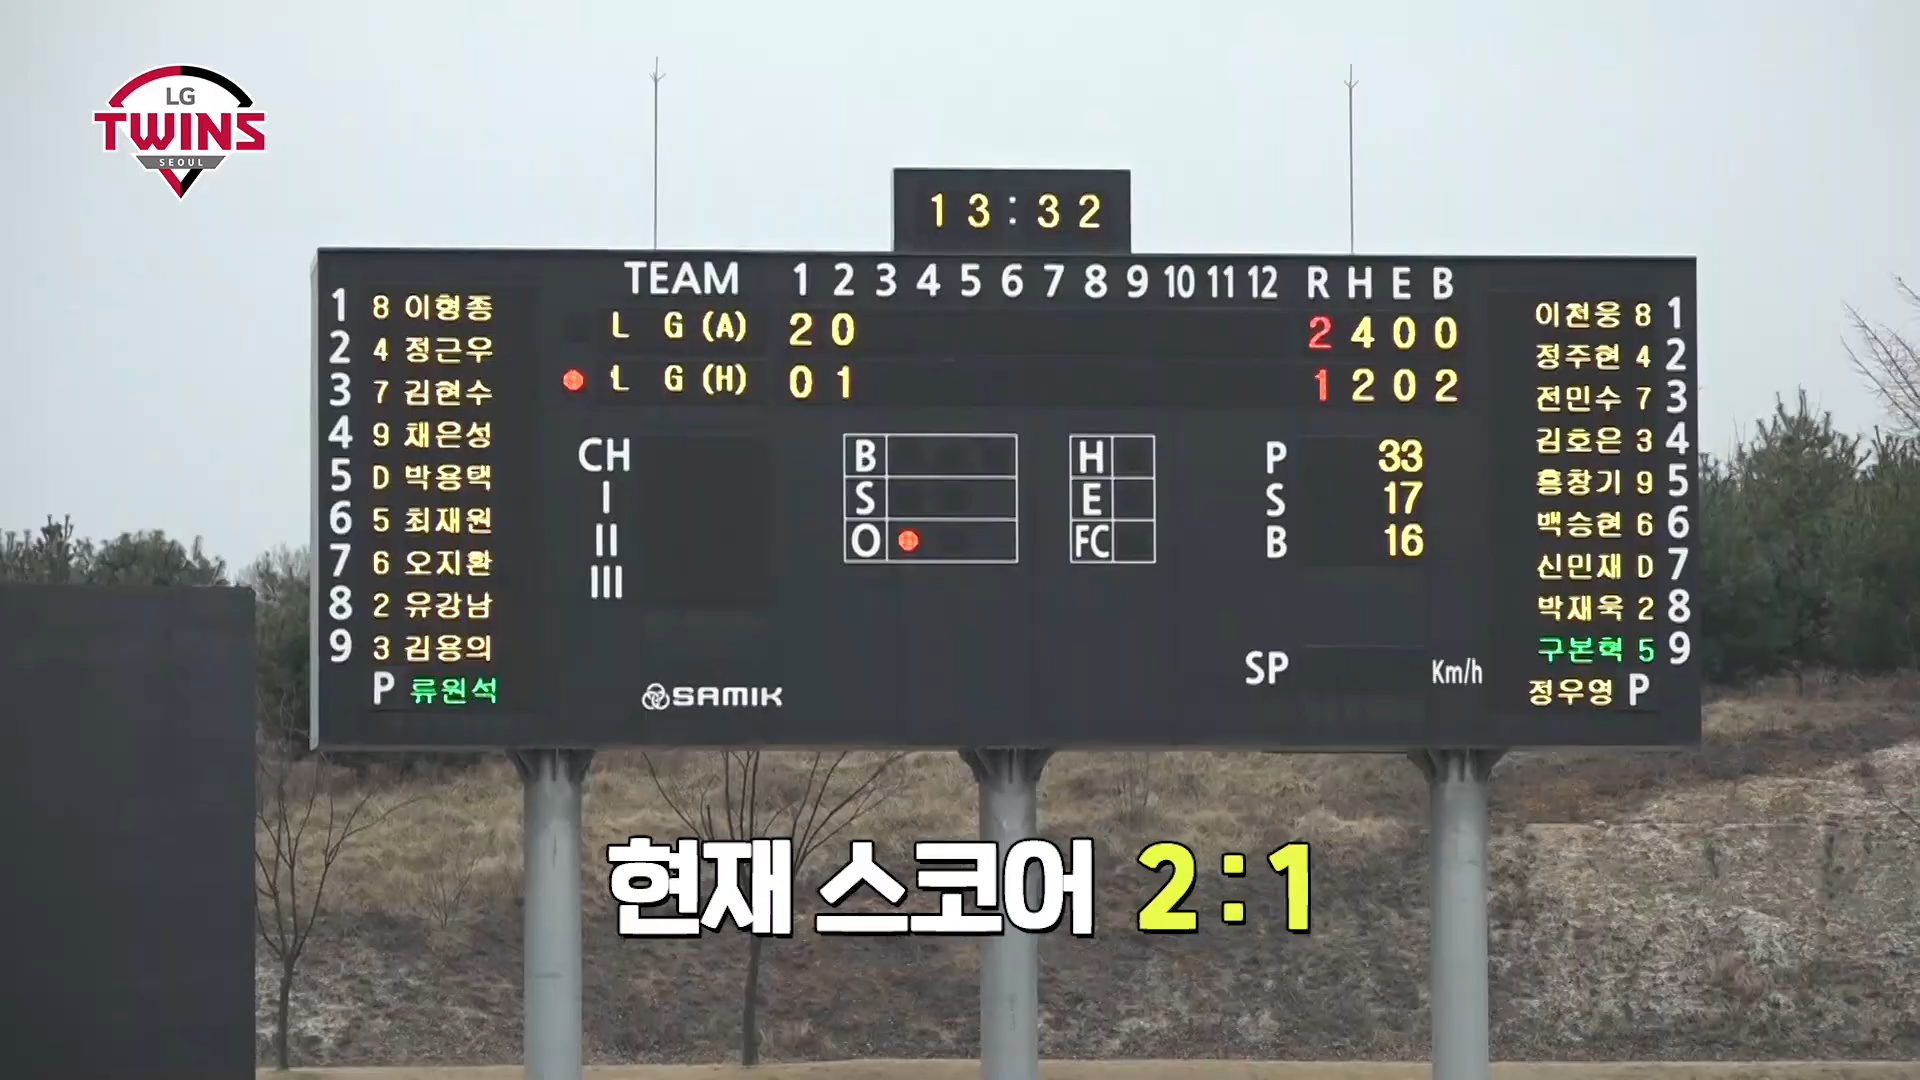 LG
TWINS
SEOUL
13:32
TEAM 1 2 3 4 5 6 7 8 9 10 11 12 R H E B
L G (A) 2 0 2 4 0 0
L G (H) 0 1 1 2 0 2
1 8 이형종
2 4 정근우
3 7 김현수
4 9 채은성
5 D 박용택
6 5 최재원
7 6 오지환
8 2 유강남
9 3 김용의
P 류원석
CH
I
II
III
B
S
O
H
E
FC
P 33
S 17
B 16
SP Km/h
SAMIK
이천웅 8 1
정주현 4 2
전민수 7 3
김호은 3 4
홍창기 9 5
백승현 6 6
신민재 D 7
박재욱 2 8
구본혁 5 9
정우영 P
현재 스코어 2:1